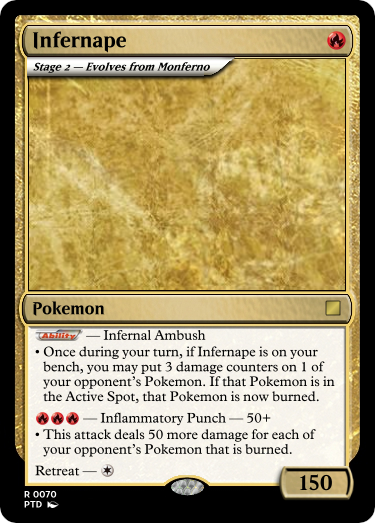 Infernape
Stage 2 — Evolves from Monferno
Pokemon
Ability — Infernal Ambush
• Once during your turn, if Infernape is on your
bench, you may put 3 damage counters on 1 of
your opponent's Pokemon. If that Pokemon is in
the Active Spot, that Pokemon is now burned.
— Inflammatory Punch — 50+
• This attack deals 50 more damage for each of
your opponent's Pokemon that is burned.
Retreat —
150
R 0070
PTD